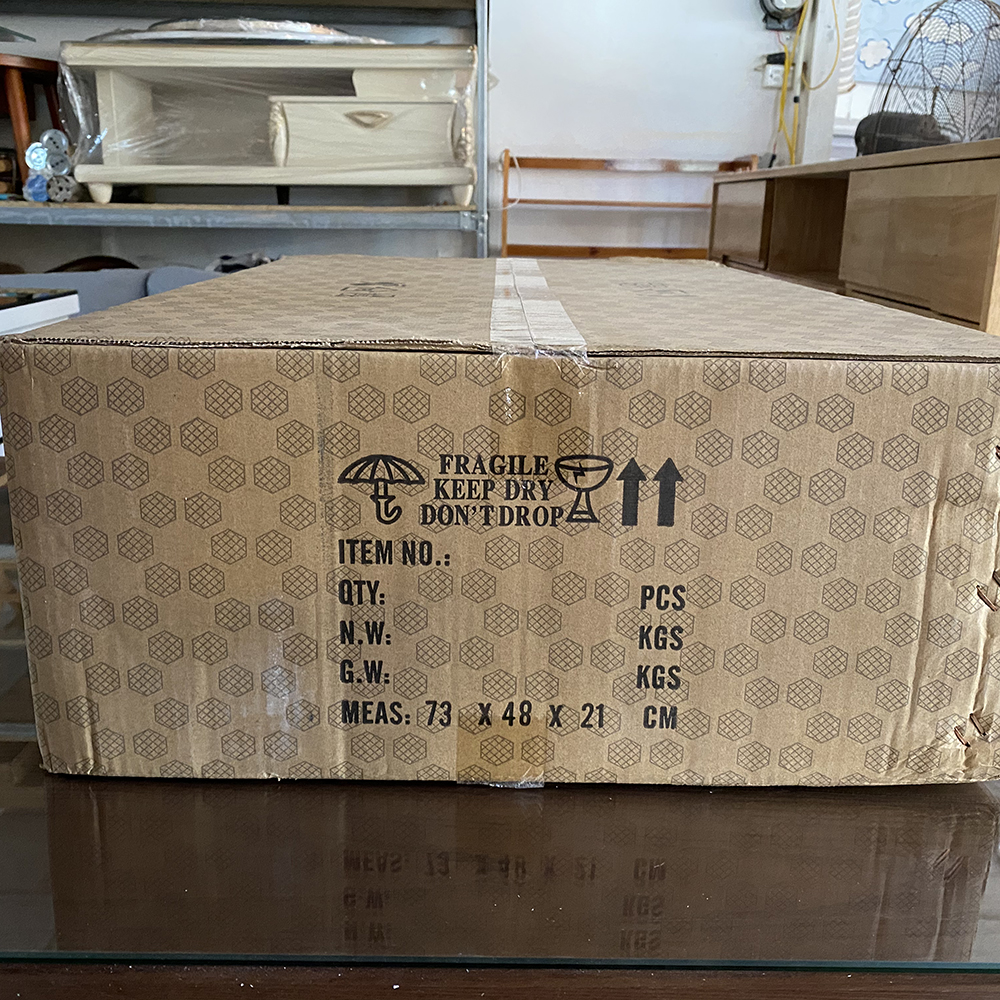 FRAGILE
KEEP DRY
DON'T DROP
ITEM NO.:
QTY: PCS
N.W: KGS
G.W: KGS
MEAS: 73 X 48 X 21 CM